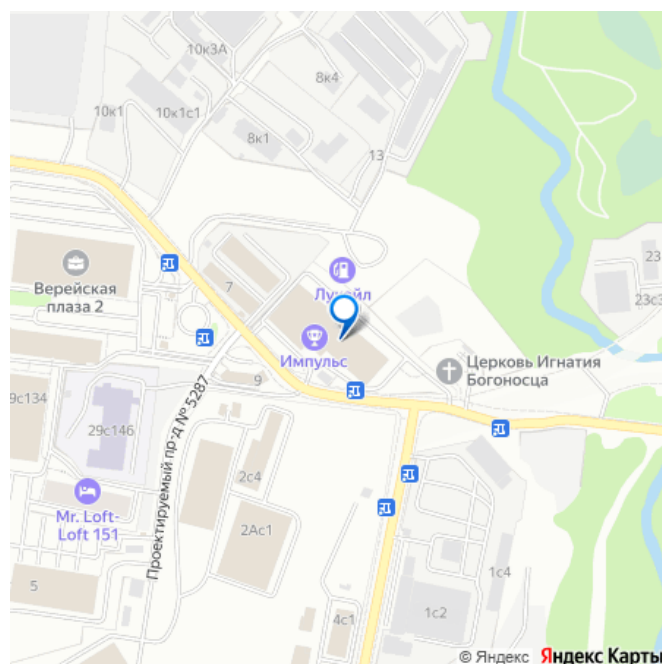 10к3А
8к4
10к1
10к1с1
8к1
13
Верейская
плаза 2
7
Лукойл
Импульс
23
23с3
Церковь Игнатия
Богоносца
9
9с134
29с146
Проектируемый пр-д № 5287
Mr. Loft-
Loft 151
2с4
2Ас1
5
4с1
1с4
1с2
© Яндекс Яндекс Карты